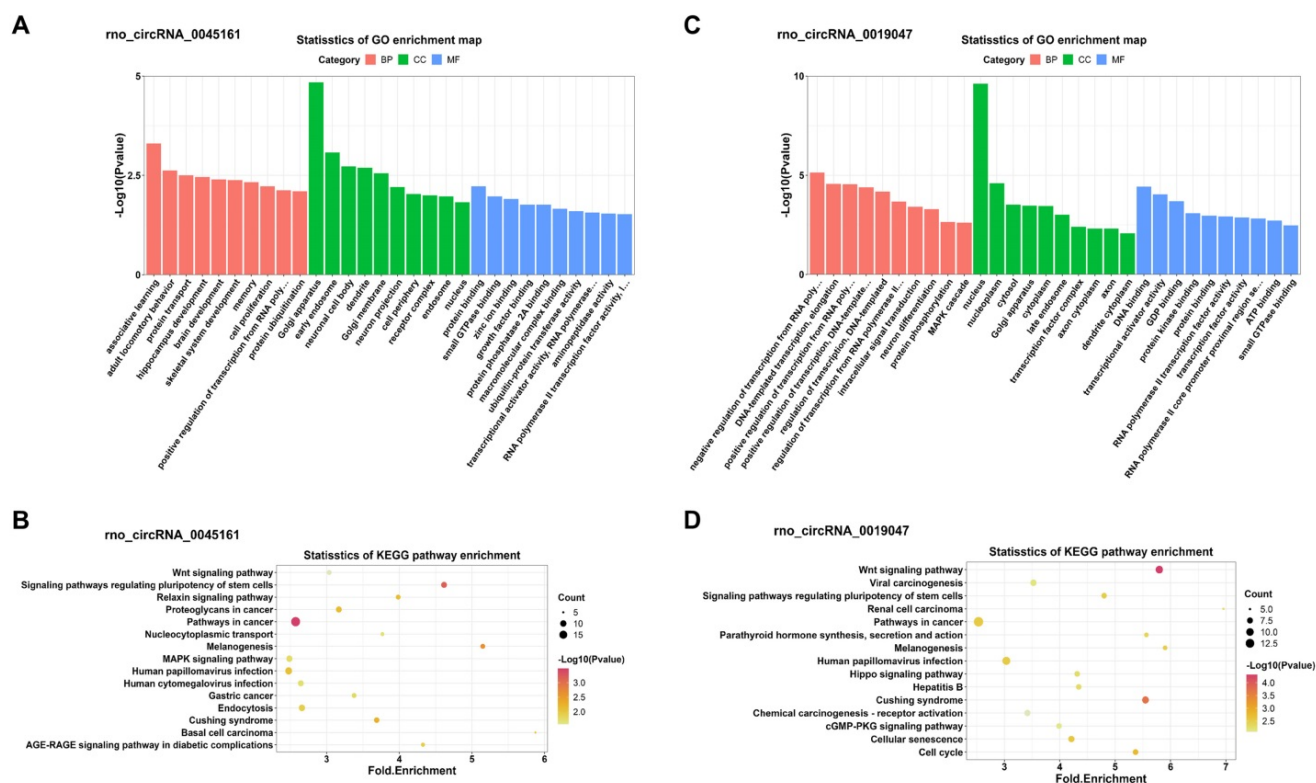 A
rno_circRNA_0045161
Statisstics of GO enrichment map
Category BP CC MF
-Log10(Pvalue)
5
2.5
0
associative learning
adult locomotory behavior
protein transport
hippocampus development
brain development
skeletal system development
memory
cell proliferation
positive regulation of transcription from RNA poly...
protein ubiquitination
Golgi apparatus
early endosome
neuronal cell body
dendrite
Golgi membrane
neuron projection
cell periphery
receptor complex
endosome
nucleus
protein binding
small GTPase binding
zinc ion binding
growth factor binding
protein phosphatase 2A binding
macromolecular complex binding
ubiquitin-protein transferase activity
transcriptional activator activity, RNA polymerase...
aminopeptidase activity
RNA polymerase II transcription factor activity, l...
C
rno_circRNA_0019047
Statisstics of GO enrichment map
Category BP CC MF
-Log10(Pvalue)
10
5
0
negative regulation of transcription from RNA poly...
DNA-templated transcription, elongation
positive regulation of transcription from RNA poly...
positive regulation of transcription, DNA-template...
regulation of transcription, DNA-templated
regulation of transcription from RNA polymerase II...
intracellular signal transduction
neuron differentiation
protein phosphorylation
MAPK cascade
nucleus
nucleoplasm
cytosol
Golgi apparatus
cytoplasm
late endosome
transcription factor complex
axon cytoplasm
axon
dendrite cytoplasm
DNA binding
transcriptional activator activity
GDP binding
protein kinase binding
protein binding
RNA polymerase II transcription factor activity
transcription factor activity
RNA polymerase II core promoter proximal region se...
ATP binding
small GTPase binding
B
rno_circRNA_0045161
Statisstics of KEGG pathway enrichment
Wnt signaling pathway
Signaling pathways regulating pluripotency of stem cells
Relaxin signaling pathway
Proteoglycans in cancer
Pathways in cancer
Nucleocytoplasmic transport
Melanogenesis
MAPK signaling pathway
Human papillomavirus infection
Human cytomegalovirus infection
Gastric cancer
Endocytosis
Cushing syndrome
Basal cell carcinoma
AGE-RAGE signaling pathway in diabetic complications
3 4 5 6
Fold.Enrichment
Count
5
10
15
-Log10(Pvalue)
3.0
2.5
2.0
D
rno_circRNA_0019047
Statisstics of KEGG pathway enrichment
Wnt signaling pathway
Viral carcinogenesis
Signaling pathways regulating pluripotency of stem cells
Renal cell carcinoma
Pathways in cancer
Parathyroid hormone synthesis, secretion and action
Melanogenesis
Human papillomavirus infection
Hippo signaling pathway
Hepatitis B
Cushing syndrome
Chemical carcinogenesis - receptor activation
cGMP-PKG signaling pathway
Cellular senescence
Cell cycle
3 4 5 6 7
Fold.Enrichment
Count
5.0
7.5
10.0
12.5
-Log10(Pvalue)
4.0
3.5
3.0
2.5